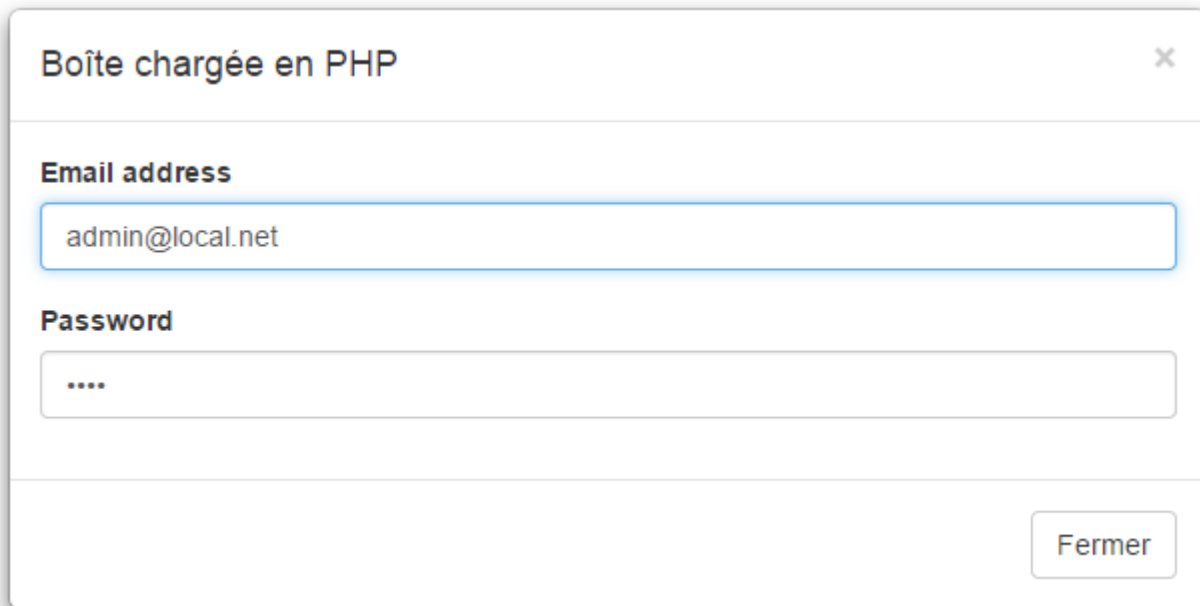 Boîte chargée en PHP
×
Email address
admin@local.net
Password
••••
Fermer